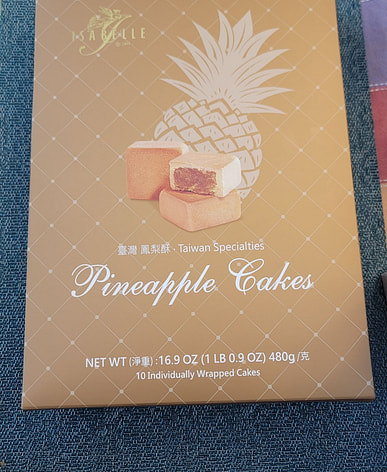 ISABELLE
臺灣 鳳梨酥、Taiwan Specialties
Pineapple Cakes
NET WT (淨重) : 16.9 OZ (1 LB 0.9 OZ) 480g/克
10 Individually Wrapped Cakes